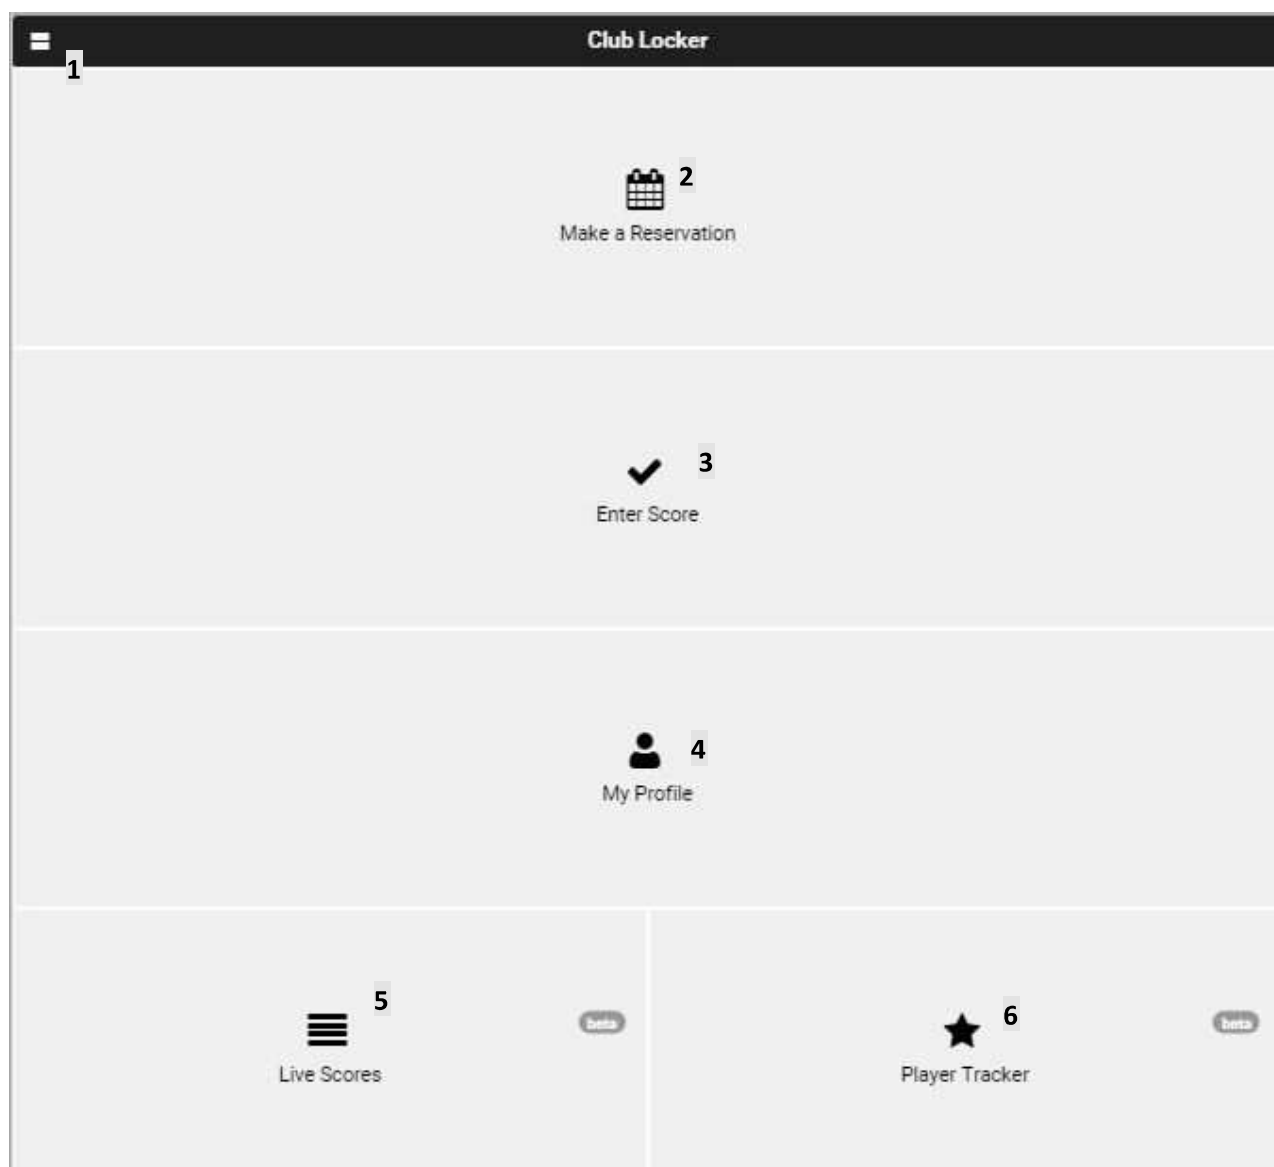 Club Locker
1
2
Make a Reservation
3
Enter Score
4
My Profile
5
beta
Live Scores
6
beta
Player Tracker